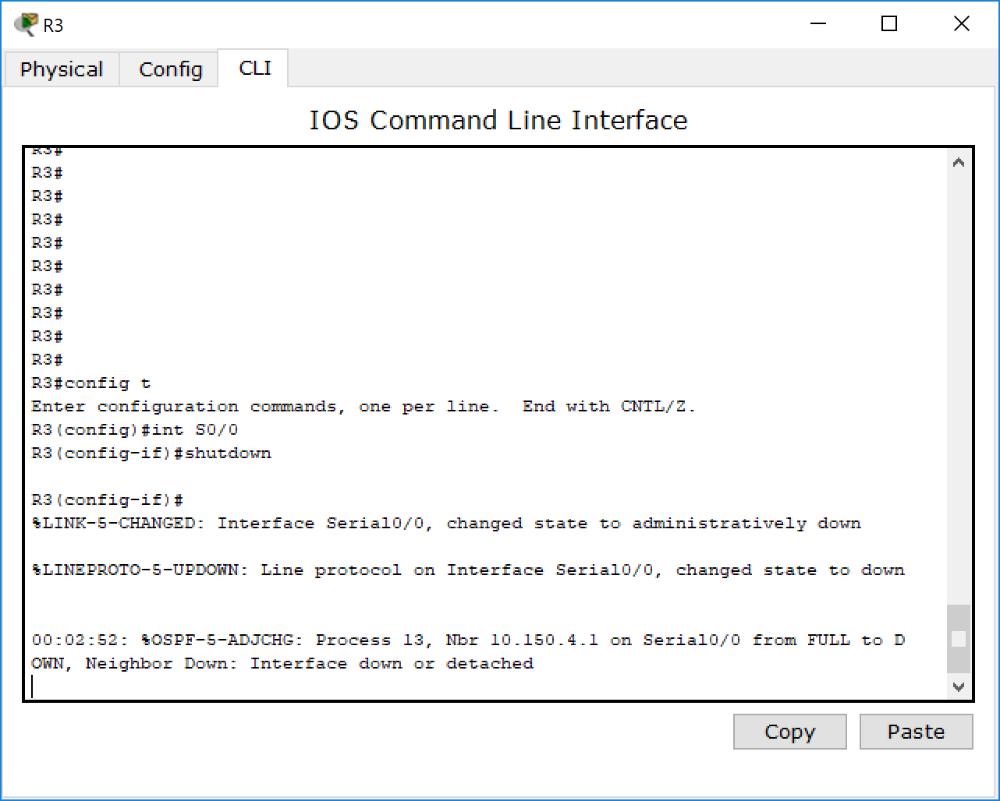 R3
Physical Config CLI
IOS Command Line Interface
R3#
R3#
R3#
R3#
R3#
R3#
R3#
R3#
R3#
R3#
R3#config t
Enter configuration commands, one per line.  End with CNTL/Z.
R3(config)#int S0/0
R3(config-if)#shutdown
R3(config-if)#
%LINK-5-CHANGED: Interface Serial0/0, changed state to administratively down
%LINEPROTO-5-UPDOWN: Line protocol on Interface Serial0/0, changed state to down
00:02:52: %OSPF-5-ADJCHG: Process 13, Nbr 10.150.4.1 on Serial0/0 from FULL to D
OWN, Neighbor Down: Interface down or detached
Copy Paste